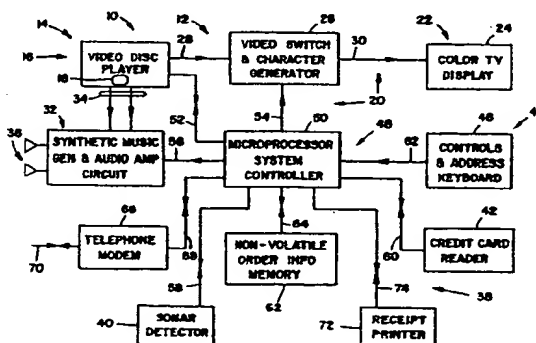 10
12
14
26
22
28
30
24
16
VIDEO DISC
PLAYER
18
VIDEO SWITCH
& CHARACTER
GENERATOR
COLOR TV
DISPLAY
34
20
32
52
54
50
48
46
36
SYNTHETIC MUSIC
GEN & AUDIO AMP
CIRCUIT
56
MICROPROCESSOR
SYSTEM
CONTROLLER
62
CONTROLS
& ADDRESS
KEYBOARD
66
64
42
TELEPHONE
MODEM
68
NON-VOLATILE
ORDER INFO
MEMORY
60
CREDIT CARD
READER
70
58
62
74
38
40
SONAR
DETECTOR
72
RECEIPT
PRINTER